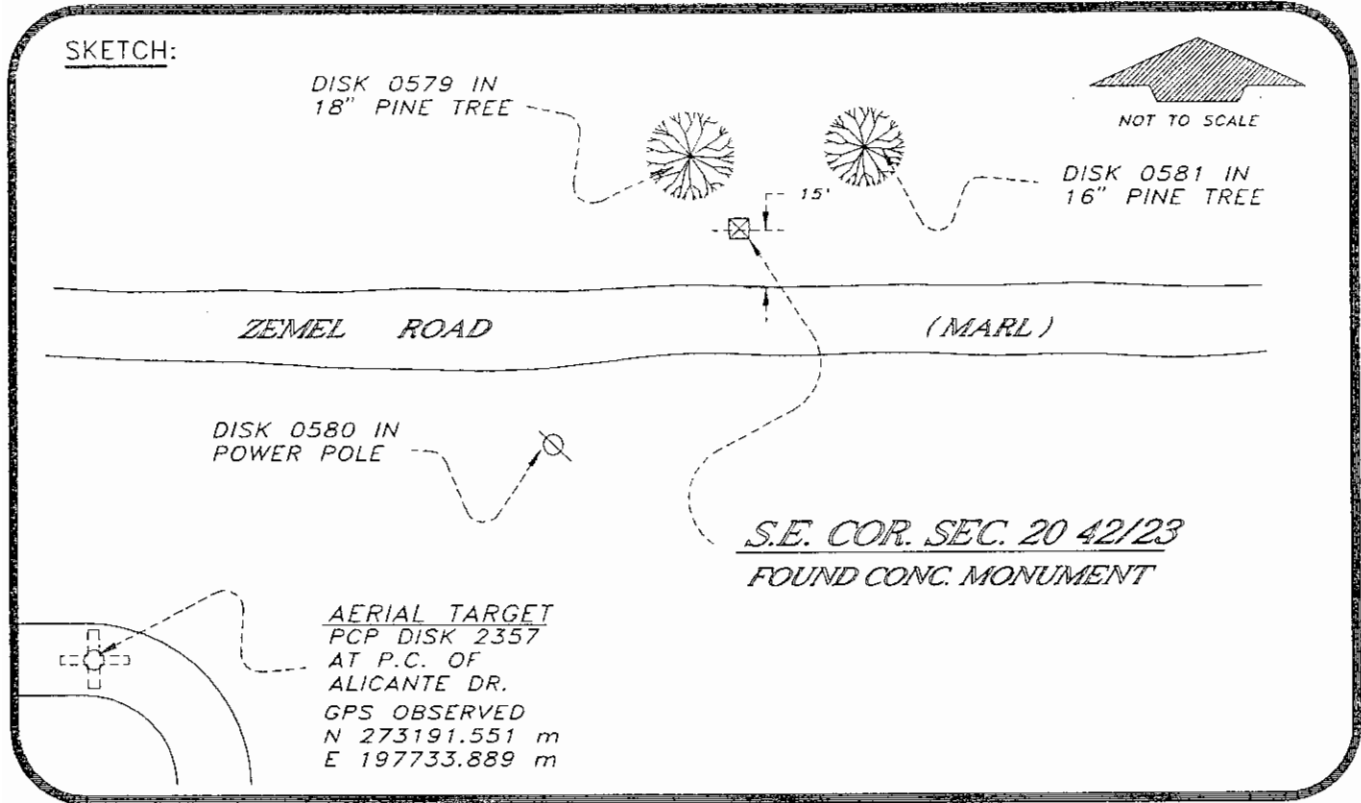 SKETCH:
DISK 0579 IN
18" PINE TREE
NOT TO SCALE
DISK 0581 IN
16" PINE TREE
15'
ZEMEL ROAD (MARL)
DISK 0580 IN
POWER POLE
S.E. COR. SEC. 20 42/23
FOUND CONC. MONUMENT
AERIAL TARGET
PCP DISK 2357
AT P.C. OF
ALICANTE DR.
GPS OBSERVED
N 273191.551 m
E 197733.889 m